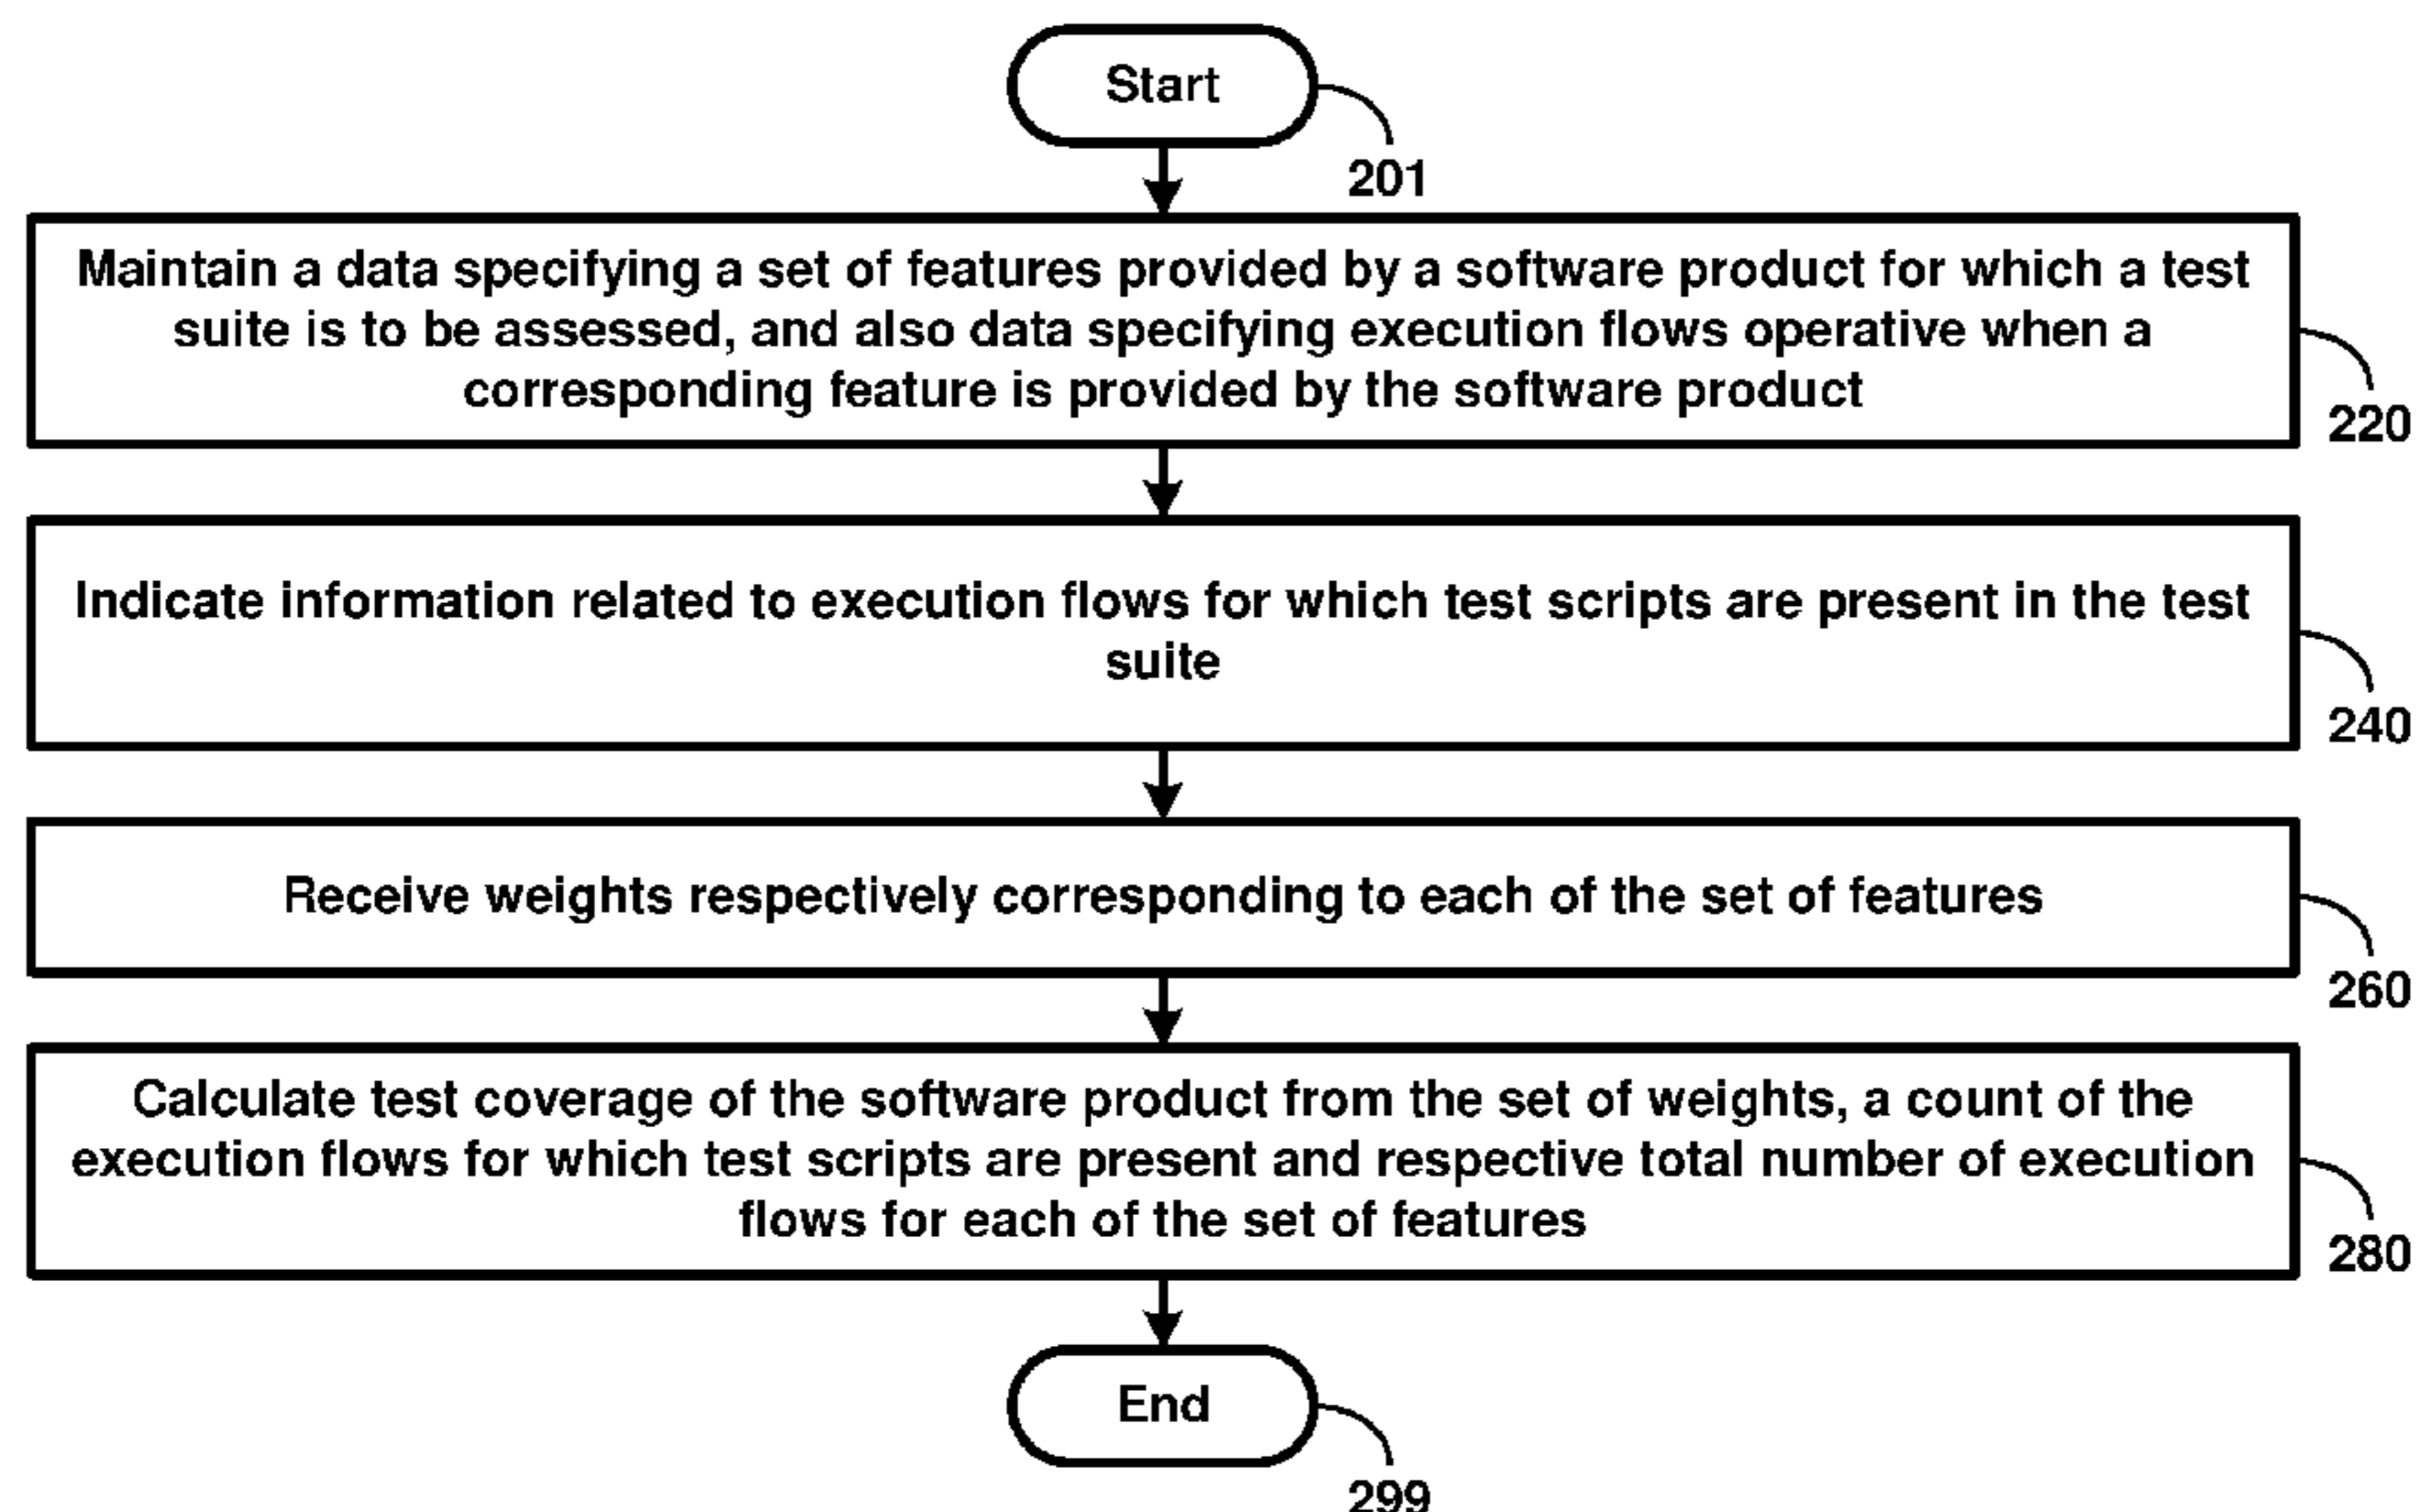 Start
201
Maintain a data specifying a set of features provided by a software product for which a test
suite is to be assessed, and also data specifying execution flows operative when a
corresponding feature is provided by the software product
220
Indicate information related to execution flows for which test scripts are present in the test
suite
240
Receive weights respectively corresponding to each of the set of features
260
Calculate test coverage of the software product from the set of weights, a count of the
execution flows for which test scripts are present and respective total number of execution
flows for each of the set of features
280
End
299